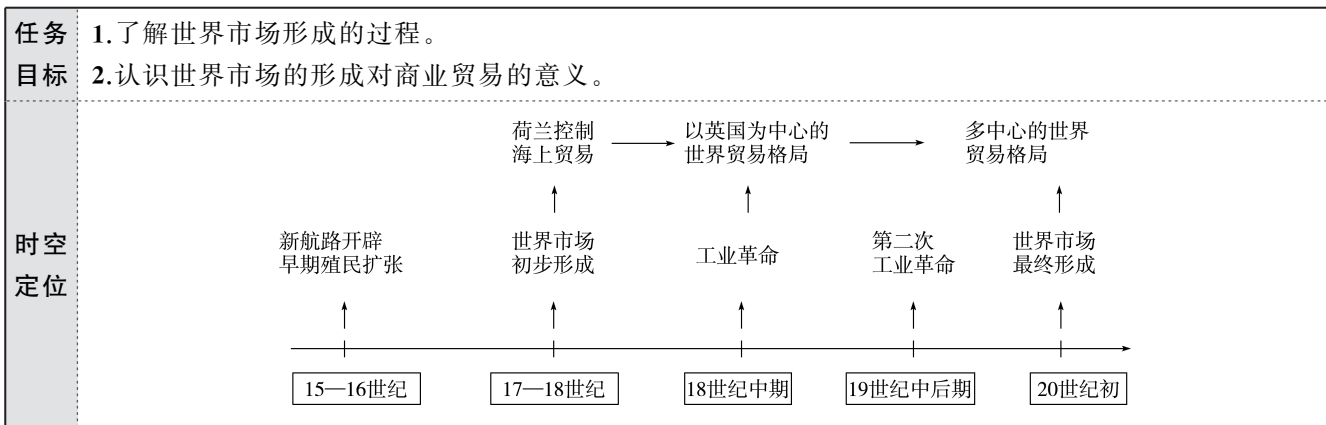 任务
目标
1.了解世界市场形成的过程。
2.认识世界市场的形成对商业贸易的意义。
时空
定位
荷兰控制
海上贸易
以英国为中心的
世界贸易格局
多中心的世界
贸易格局
新航路开辟
早期殖民扩张
世界市场
初步形成
工业革命
第二次
工业革命
世界市场
最终形成
15—16世纪
17—18世纪
18世纪中期
19世纪中后期
20世纪初